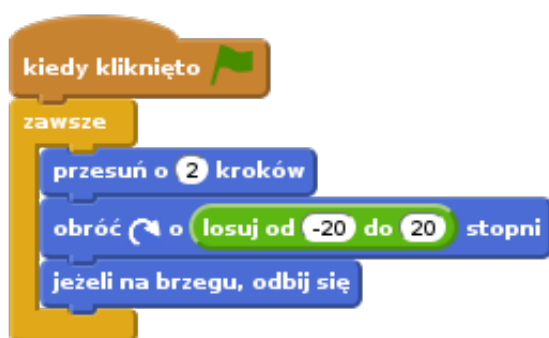 kiedy kliknięto
zawsze
przesuń o 2 kroków
obróć o losuj od -20 do 20 stopni
jeżeli na brzegu, odbij się